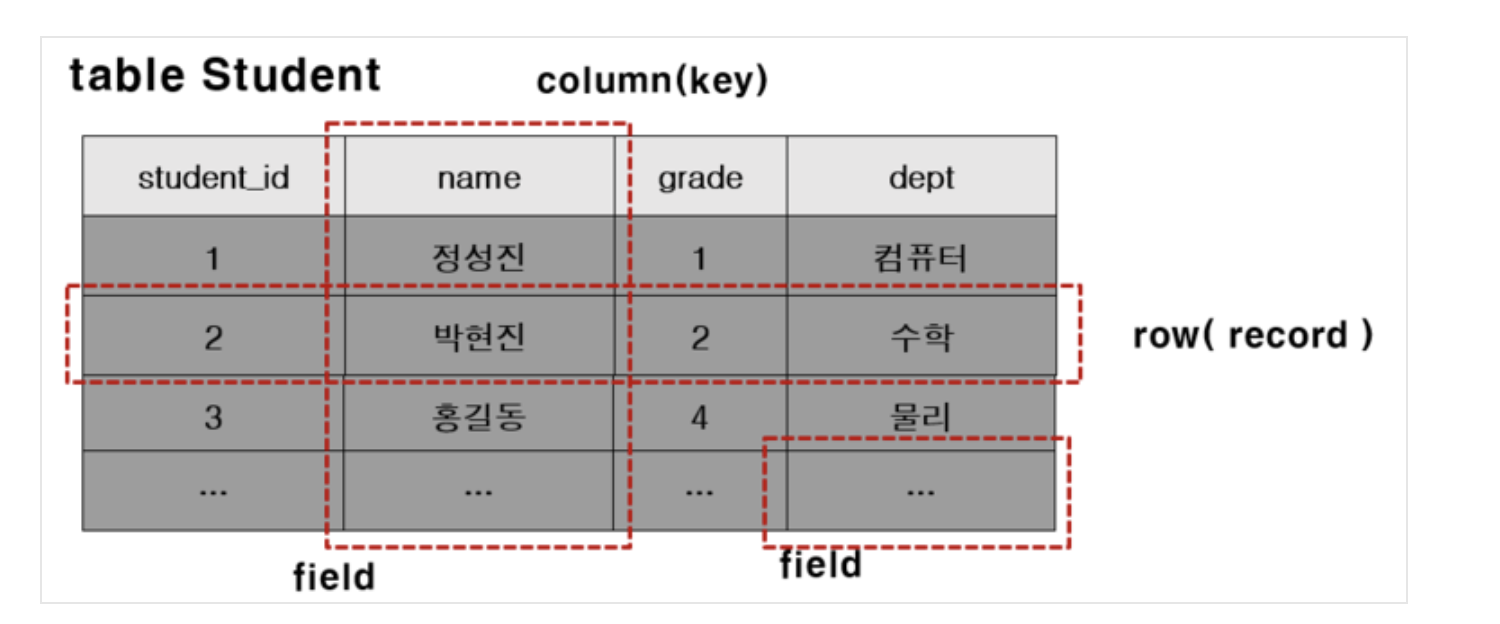 table Student
column(key)
student_id name grade dept
1 정성진 1 컴퓨터
2 박현진 2 수학
row( record )
3 홍길동 4 물리
... ... ... ...
field
field